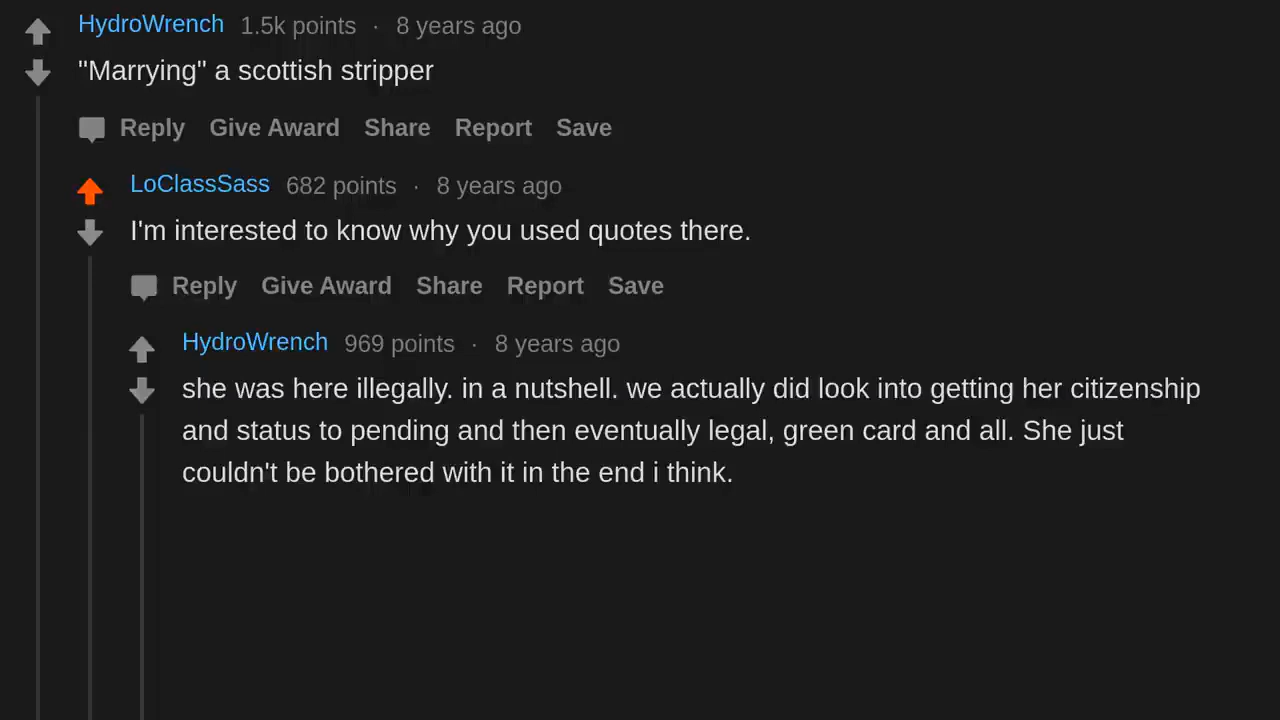 HydroWrench 1.5k points · 8 years ago
"Marrying" a scottish stripper
Reply Give Award Share Report Save
LoClassSass 682 points · 8 years ago
I'm interested to know why you used quotes there.
Reply Give Award Share Report Save
HydroWrench 969 points · 8 years ago
she was here illegally. in a nutshell. we actually did look into getting her citizenship
and status to pending and then eventually legal, green card and all. She just
couldn't be bothered with it in the end i think.